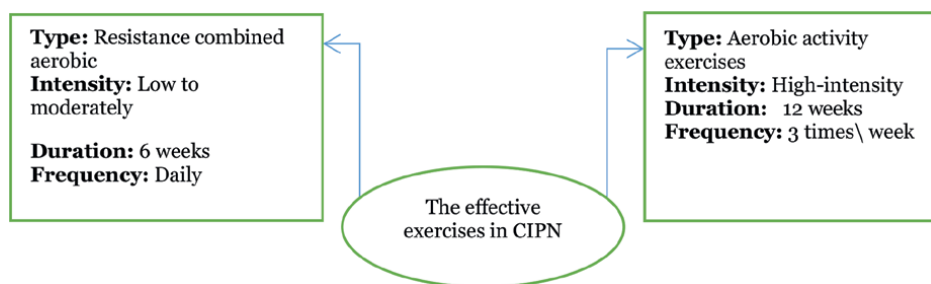 Type: Resistance combined
aerobic
Intensity: Low to
moderately
Duration: 6 weeks
Frequency: Daily
Type: Aerobic activity
exercises
Intensity: High-intensity
Duration: 12 weeks
Frequency: 3 times\ week
The effective
exercises in CIPN